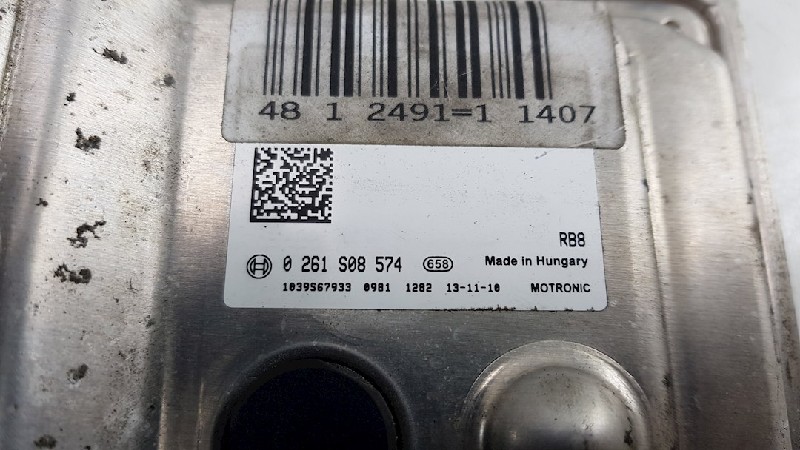 48 1 2491=1 1407
RB8
0 261 S08 574 658 Made in Hungary
1039S67933 0981 1282 13-11-10 MOTRONIC